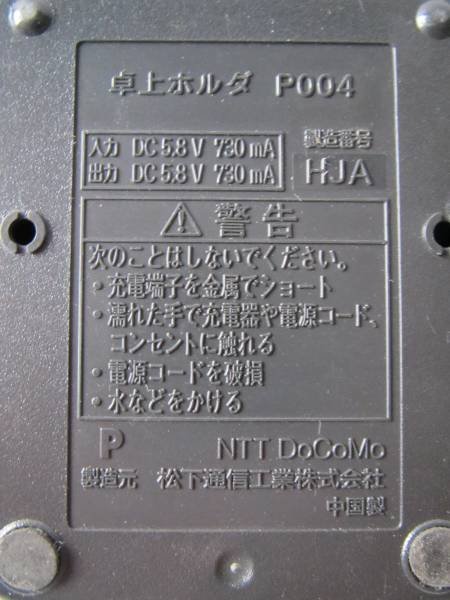 卓上ホルダ P004
入力 DC5.8V 730mA
出力 DC5.8V 730mA
製造番号
HJA
警告
次のことはしないでください。
・充電端子を金属でショート
・濡れた手で充電器や電源コード、
コンセントに触れる
・電源コードを破損
・水などをかける
P NTT DoCoMo
製造元 松下通信工業株式会社
中国製